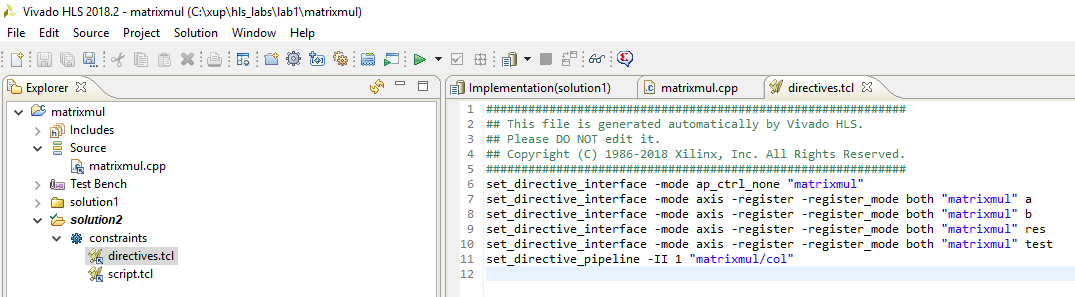 Vivado HLS 2018.2 - matrixmul (C:\xup\hls_labs\lab1\matrixmul)
File Edit Source Project Solution Window Help
Explorer
matrixmul
Includes
Source
matrixmul.cpp
Test Bench
solution1
solution2
constraints
directives.tcl
script.tcl
Implementation(solution1) matrixmul.cpp directives.tcl
1 ############################################################
2 ## This file is generated automatically by Vivado HLS.
3 ## Please DO NOT edit it.
4 ## Copyright (C) 1986-2018 Xilinx, Inc. All Rights Reserved.
5 ############################################################
6 set_directive_interface -mode ap_ctrl_none "matrixmul"
7 set_directive_interface -mode axis -register -register_mode both "matrixmul" a
8 set_directive_interface -mode axis -register -register_mode both "matrixmul" b
9 set_directive_interface -mode axis -register -register_mode both "matrixmul" res
10 set_directive_interface -mode axis -register -register_mode both "matrixmul" test
11 set_directive_pipeline -II 1 "matrixmul/col"
12